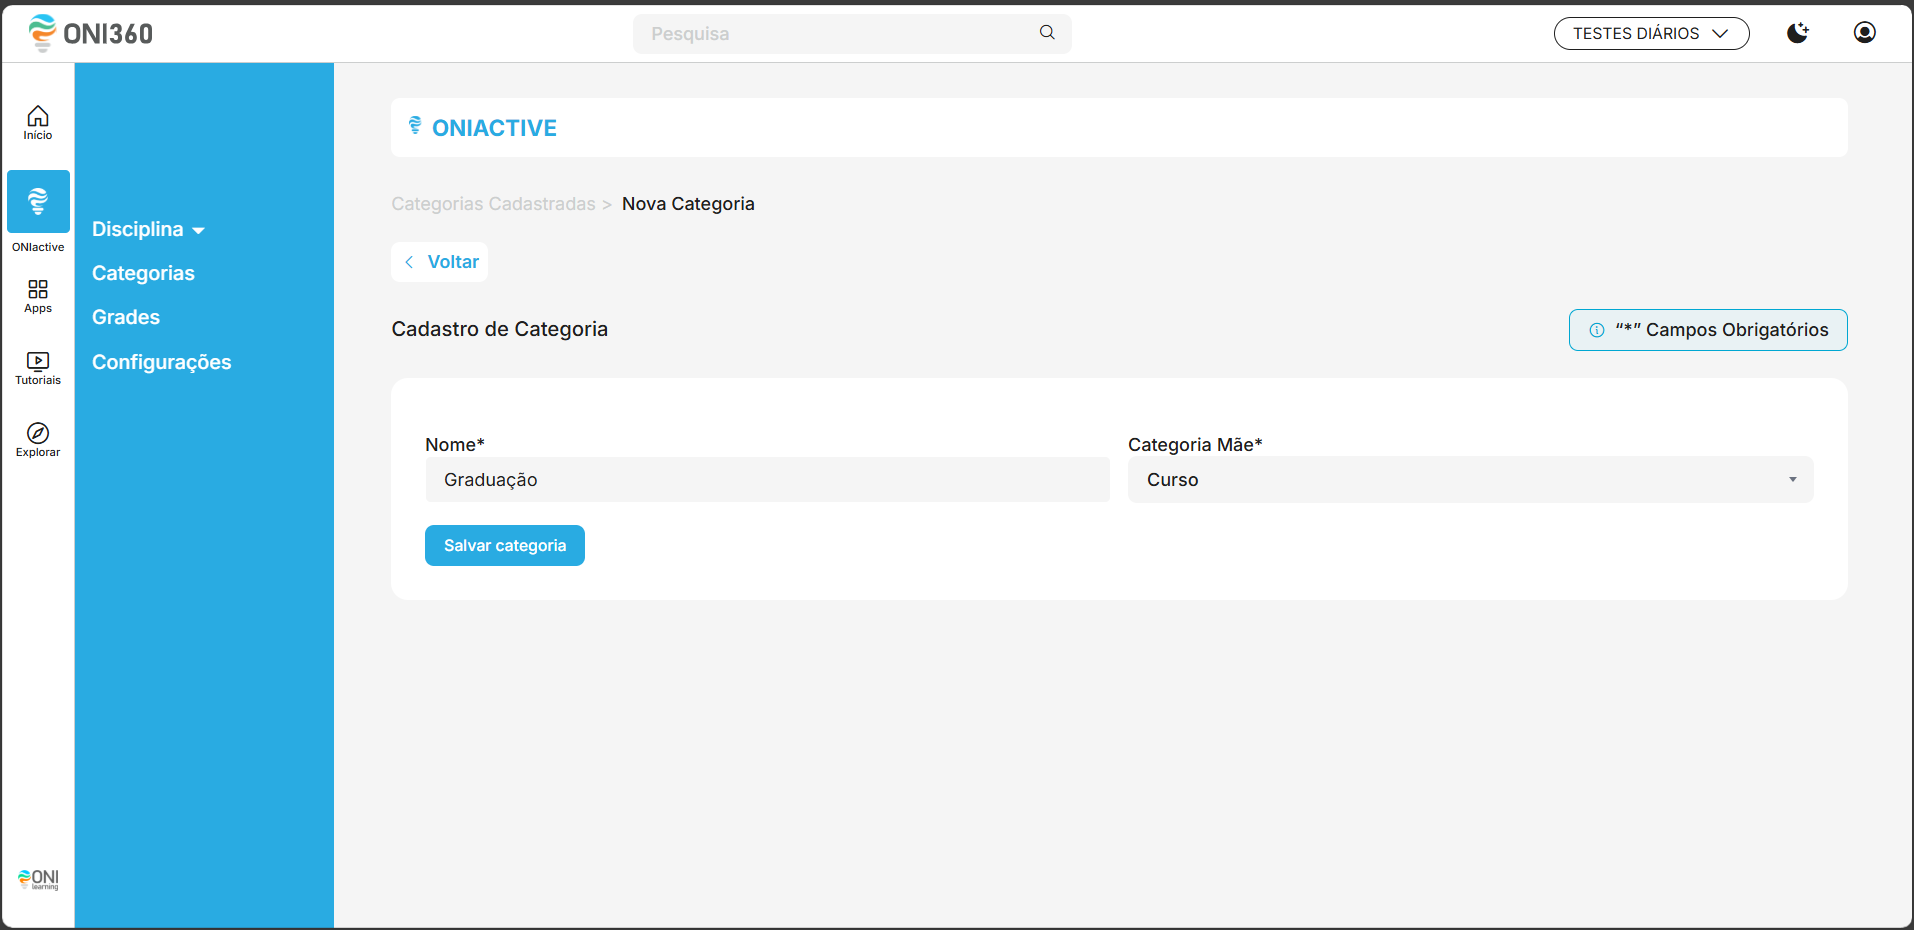 ONI360
Pesquisa
TESTES DIÁRIOS
Início
ONIactive
Apps
Tutoriais
Explorar
ONI
learning
Disciplina
Categorias
Grades
Configurações
ONIACTIVE
Categorias Cadastradas > Nova Categoria
Voltar
Cadastro de Categoria
“*” Campos Obrigatórios
Nome*
Graduação
Categoria Mãe*
Curso
Salvar categoria